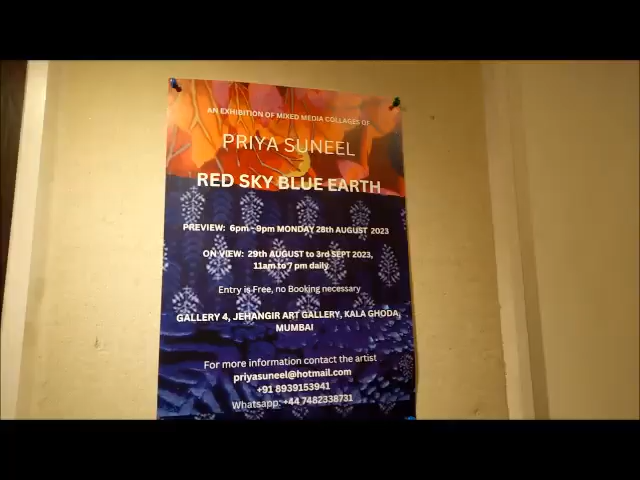 AN EXHIBITION OF MIXED MEDIA COLLAGES OF
PRIYA SUNEEL
RED SKY BLUE EARTH
PREVIEW: 6pm -9pm MONDAY 28th AUGUST 2023
ON VIEW: 29th AUGUST to 3rd SEPT 2023,
11am to 7 pm daily
Entry is Free, no Booking necessary
GALLERY 4, JEHANGIR ART GALLERY, KALA GHODA,
MUMBAI
For more information contact the artist
priyasuneel@hotmail.com
+91 8939153941
Whatsapp: +44 7482338731